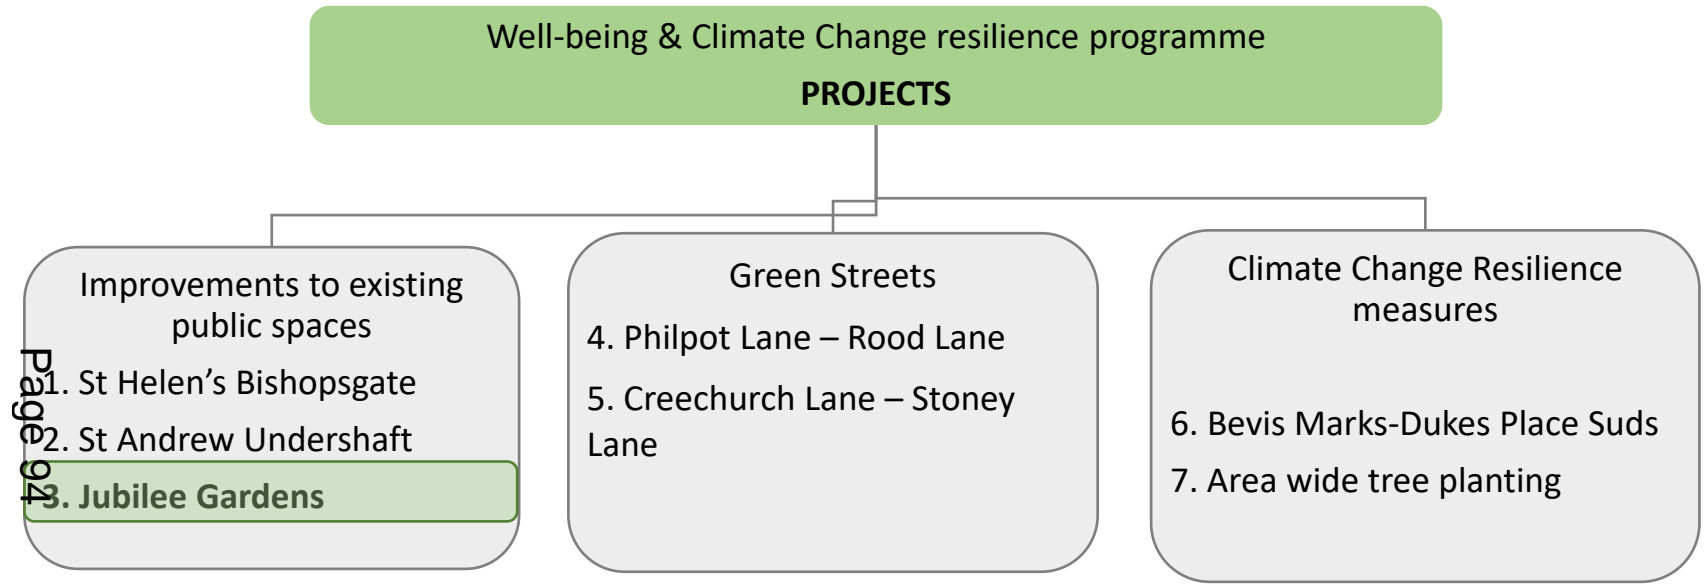 Well-being & Climate Change resilience programme
PROJECTS
Improvements to existing
public spaces
1. St Helen's Bishopsgate
2. St Andrew Undershaft
3. Jubilee Gardens
Green Streets
4. Philpot Lane – Rood Lane
5. Creechurch Lane – Stoney
Lane
Climate Change Resilience
measures
6. Bevis Marks-Dukes Place Suds
7. Area wide tree planting
Page 94